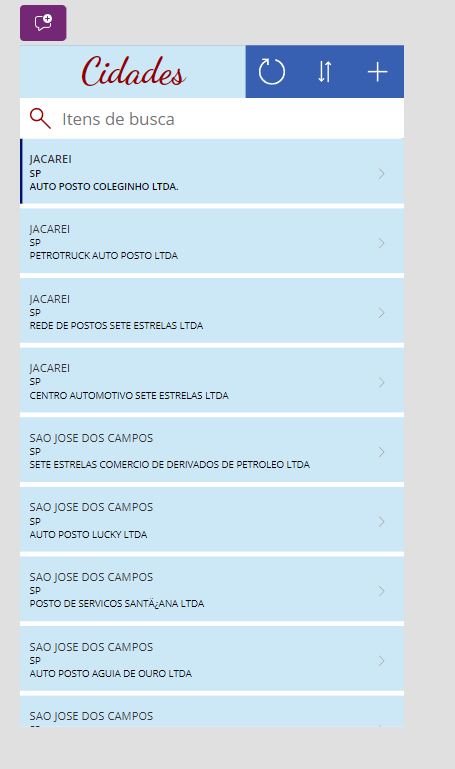 Cidades
Itens de busca
JACAREI
SP
AUTO POSTO COLEGINHO LTDA.
JACAREI
SP
PETROTRUCK AUTO POSTO LTDA
JACAREI
SP
REDE DE POSTOS SETE ESTRELAS LTDA
JACAREI
SP
CENTRO AUTOMOTIVO SETE ESTRELAS LTDA
SAO JOSE DOS CAMPOS
SP
SETE ESTRELAS COMERCIO DE DERIVADOS DE PETROLEO LTDA
SAO JOSE DOS CAMPOS
SP
AUTO POSTO LUCKY LTDA
SAO JOSE DOS CAMPOS
SP
POSTO DE SERVICOS SANTÄ¿ANA LTDA
SAO JOSE DOS CAMPOS
SP
AUTO POSTO AGUIA DE OURO LTDA
SAO JOSE DOS CAMPOS